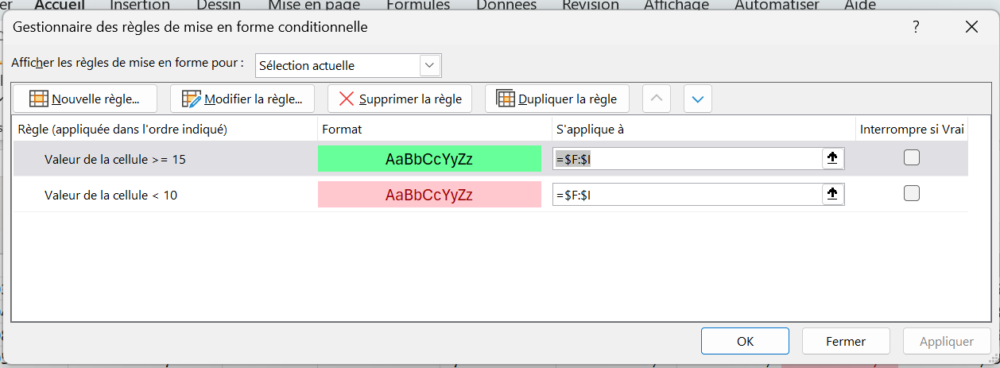 Accueil Insertion Dessin Mise en page Formules Données Révision Affichage Automatiser Aide
Gestionnaire des règles de mise en forme conditionnelle ?
Afficher les règles de mise en forme pour : Sélection actuelle
Nouvelle règle... Modifier la règle... Supprimer la règle Dupliquer la règle
Règle (appliquée dans l'ordre indiqué) Format S'applique à Interrompre si Vrai
Valeur de la cellule >= 15 AaBbCcYyZz =$F:$I
Valeur de la cellule < 10 AaBbCcYyZz =$F:$I
OK Fermer Appliquer